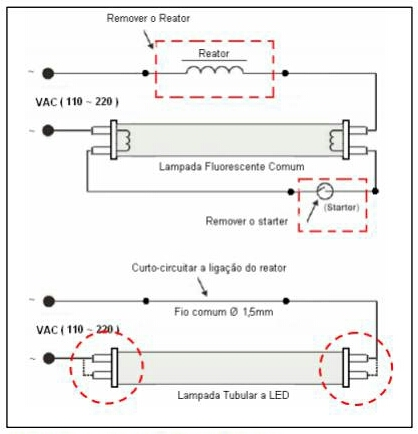 Remover o Reator
Reator
~
VAC ( 110 ~ 220 )
~
Lampada Fluorescente Comum
(Startor)
Remover o starter
Curto-circuitar a ligação do reator
~
Fio comum Ø 1,5mm
VAC ( 110 ~ 220 )
~
Lampada Tubular a LED